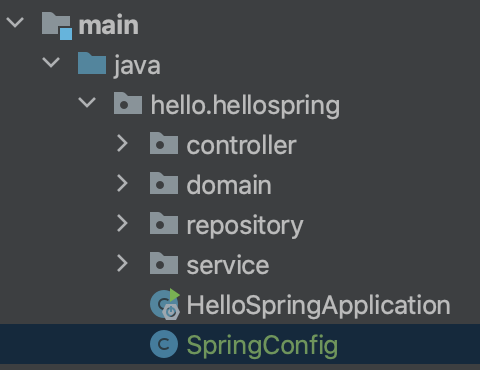 main
java
hello.hellospring
controller
domain
repository
service
HelloSpringApplication
C SpringConfig